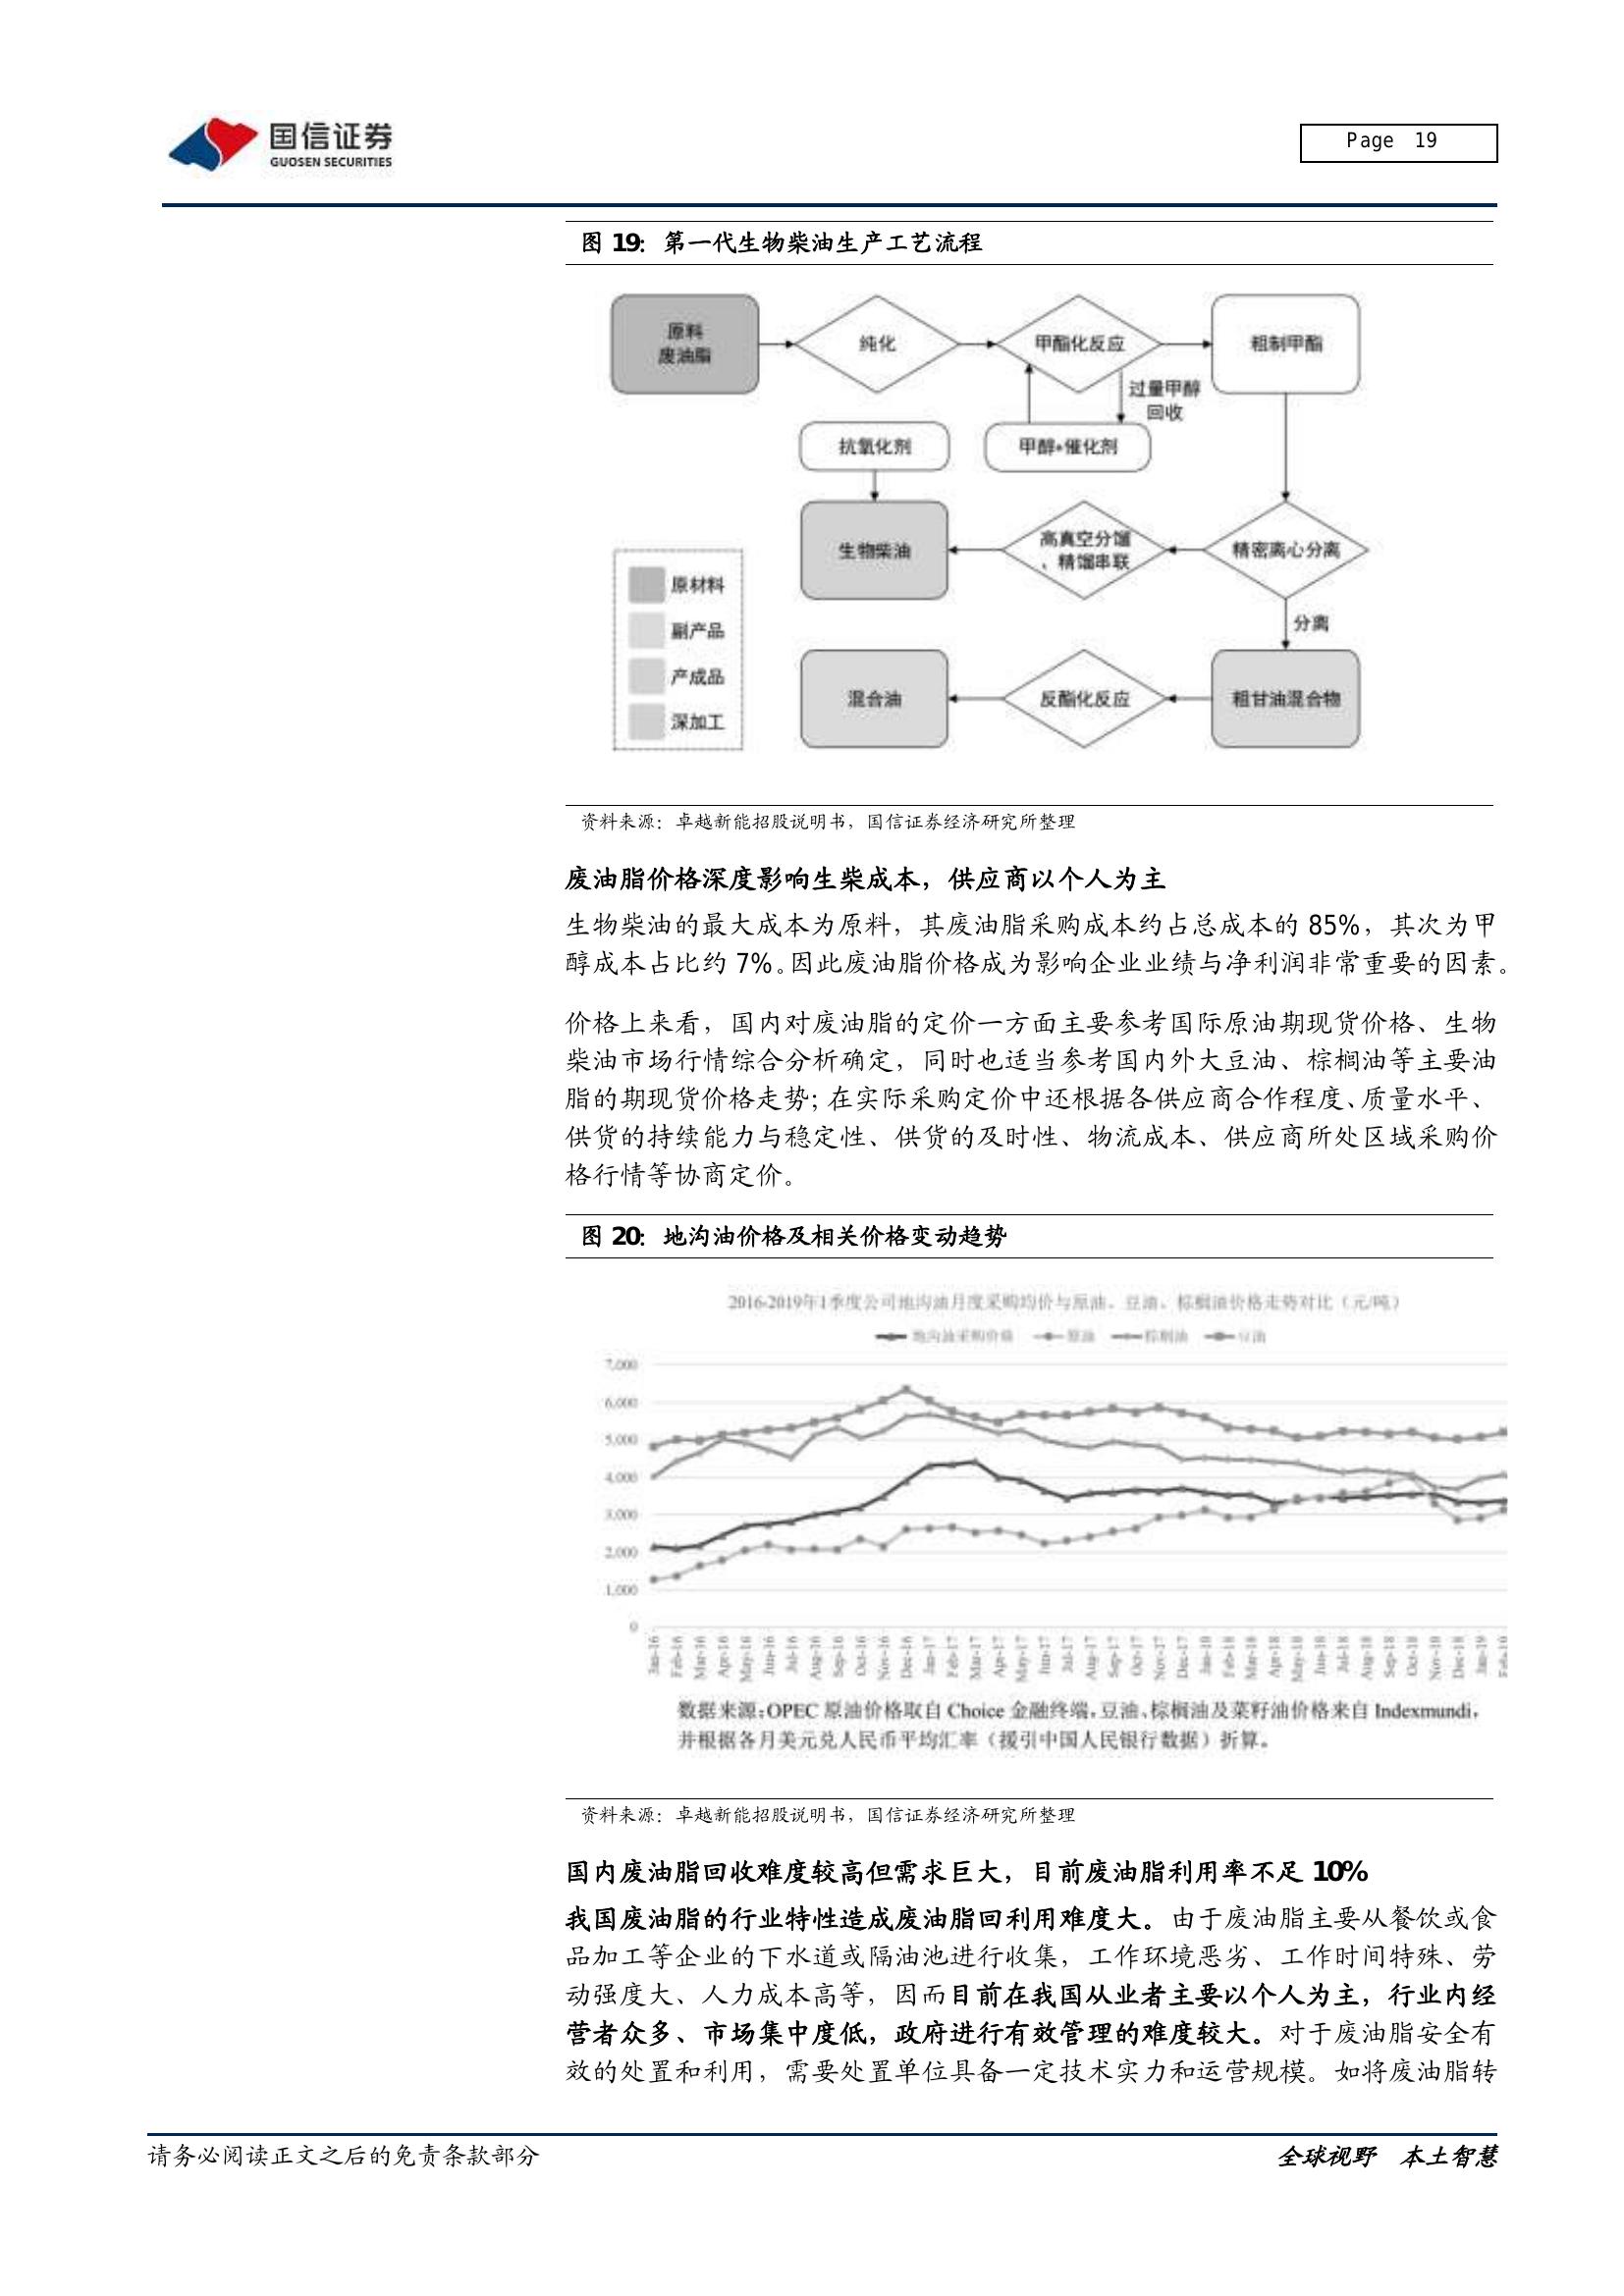 国信证券
GUOSEN SECURITIES
Page 19
图 19：第一代生物柴油生产工艺流程
原料
废油脂
纯化
甲酯化反应
粗制甲酯
过量甲醇
回收
抗氧化剂
甲醇+催化剂
生物柴油
高真空分馏
、精馏串联
精密离心分离
分离
原材料
副产品
产成品
深加工
混合油
反酯化反应
粗甘油混合物
资料来源：卓越新能招股说明书，国信证券经济研究所整理
废油脂价格深度影响生柴成本，供应商以个人为主
生物柴油的最大成本为原料，其废油脂采购成本约占总成本的 85%，其次为甲
醇成本占比约 7%。因此废油脂价格成为影响企业业绩与净利润非常重要的因素。
价格上来看，国内对废油脂的定价一方面主要参考国际原油期现货价格、生物
柴油市场行情综合分析确定，同时也适当参考国内外大豆油、棕榈油等主要油
脂的期现货价格走势；在实际采购定价中还根据各供应商合作程度、质量水平、
供货的持续能力与稳定性、供货的及时性、物流成本、供应商所处区域采购价
格行情等协商定价。
图 20：地沟油价格及相关价格变动趋势
2016-2019年1季度公司地沟油月度采购均价与原油、豆油、棕榈油价格走势对比（元/吨）
地沟油采购价格 原油 棕榈油 豆油
7,000
6,000
5,000
4,000
3,000
2,000
1,000
0
Jan-16 Feb-16 Mar-16 Apr-16 May-16 Jun-16 Jul-16 Aug-16 Sep-16 Oct-16 Nov-16 Dec-16 Jan-17 Feb-17 Mar-17 Apr-17 May-17 Jun-17 Jul-17 Aug-17 Sep-17 Oct-17 Nov-17 Dec-17 Jan-18 Feb-18 Mar-18 Apr-18 May-18 Jun-18 Jul-18 Aug-18 Sep-18 Oct-18 Nov-18 Dec-18 Jan-19 Feb-19
数据来源：OPEC 原油价格取自 Choice 金融终端，豆油、棕榈油及菜籽油价格来自 Indexmundi，
并根据各月美元兑人民币平均汇率（援引中国人民银行数据）折算。
资料来源：卓越新能招股说明书，国信证券经济研究所整理
国内废油脂回收难度较高但需求巨大，目前废油脂利用率不足 10%
我国废油脂的行业特性造成废油脂回利用难度大。由于废油脂主要从餐饮或食
品加工等企业的下水道或隔油池进行收集，工作环境恶劣、工作时间特殊、劳
动强度大、人力成本高等，因而目前在我国从业者主要以个人为主，行业内经
营者众多、市场集中度低，政府进行有效管理的难度较大。对于废油脂安全有
效的处置和利用，需要处置单位具备一定技术实力和运营规模。如将废油脂转
请务必阅读正文之后的免责条款部分
全球视野 本土智慧